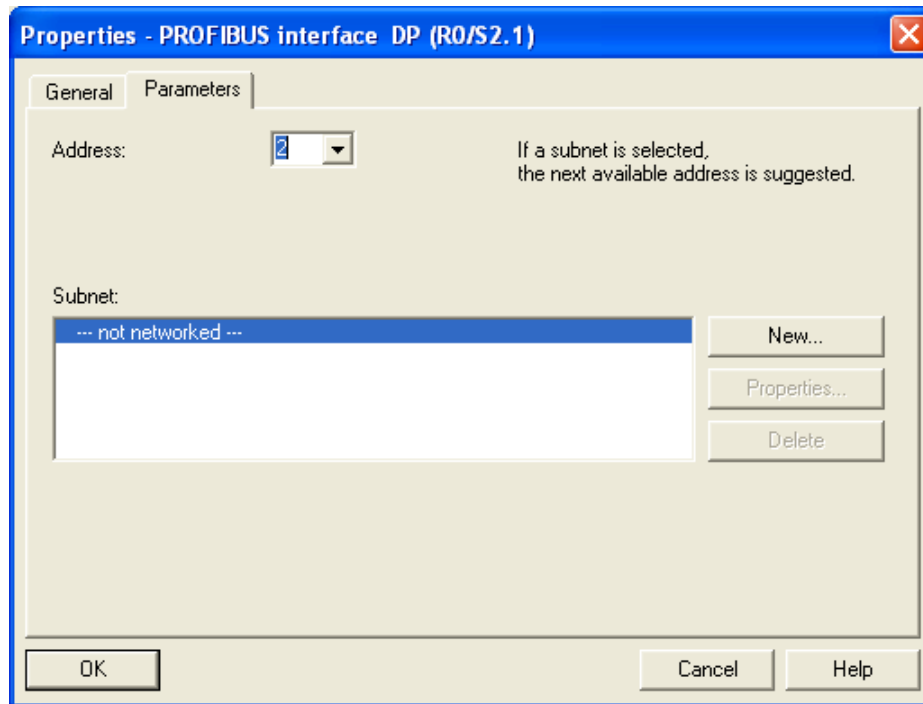 Properties - PROFIBUS interface  DP (R0/S2.1)
General
Parameters
Address:
2
If a subnet is selected,
the next available address is suggested.
Subnet:
--- not networked ---
New...
Properties...
Delete
OK
Cancel
Help